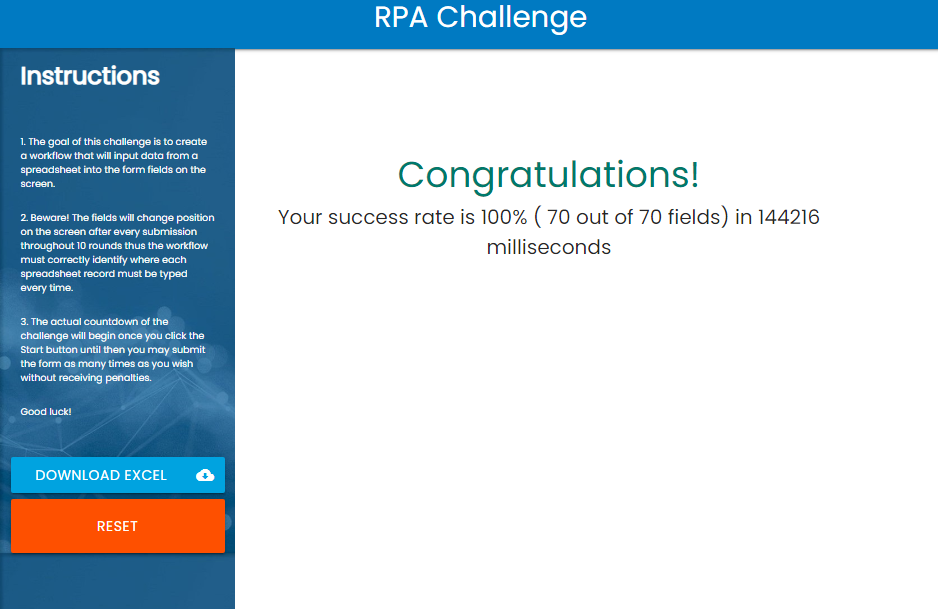 RPA Challenge
Instructions
1. The goal of this challenge is to create
a workflow that will input data from a
spreadsheet into the form fields on the
screen.
2. Beware! The fields will change position
on the screen after every submission
throughout 10 rounds thus the workflow
must correctly identify where each
spreadsheet record must be typed
every time.
3. The actual countdown of the
challenge will begin once you click the
Start button until then you may submit
the form as many times as you wish
without receiving penalties.
Good luck!
DOWNLOAD EXCEL
RESET
Congratulations!
Your success rate is 100% ( 70 out of 70 fields) in 144216
milliseconds